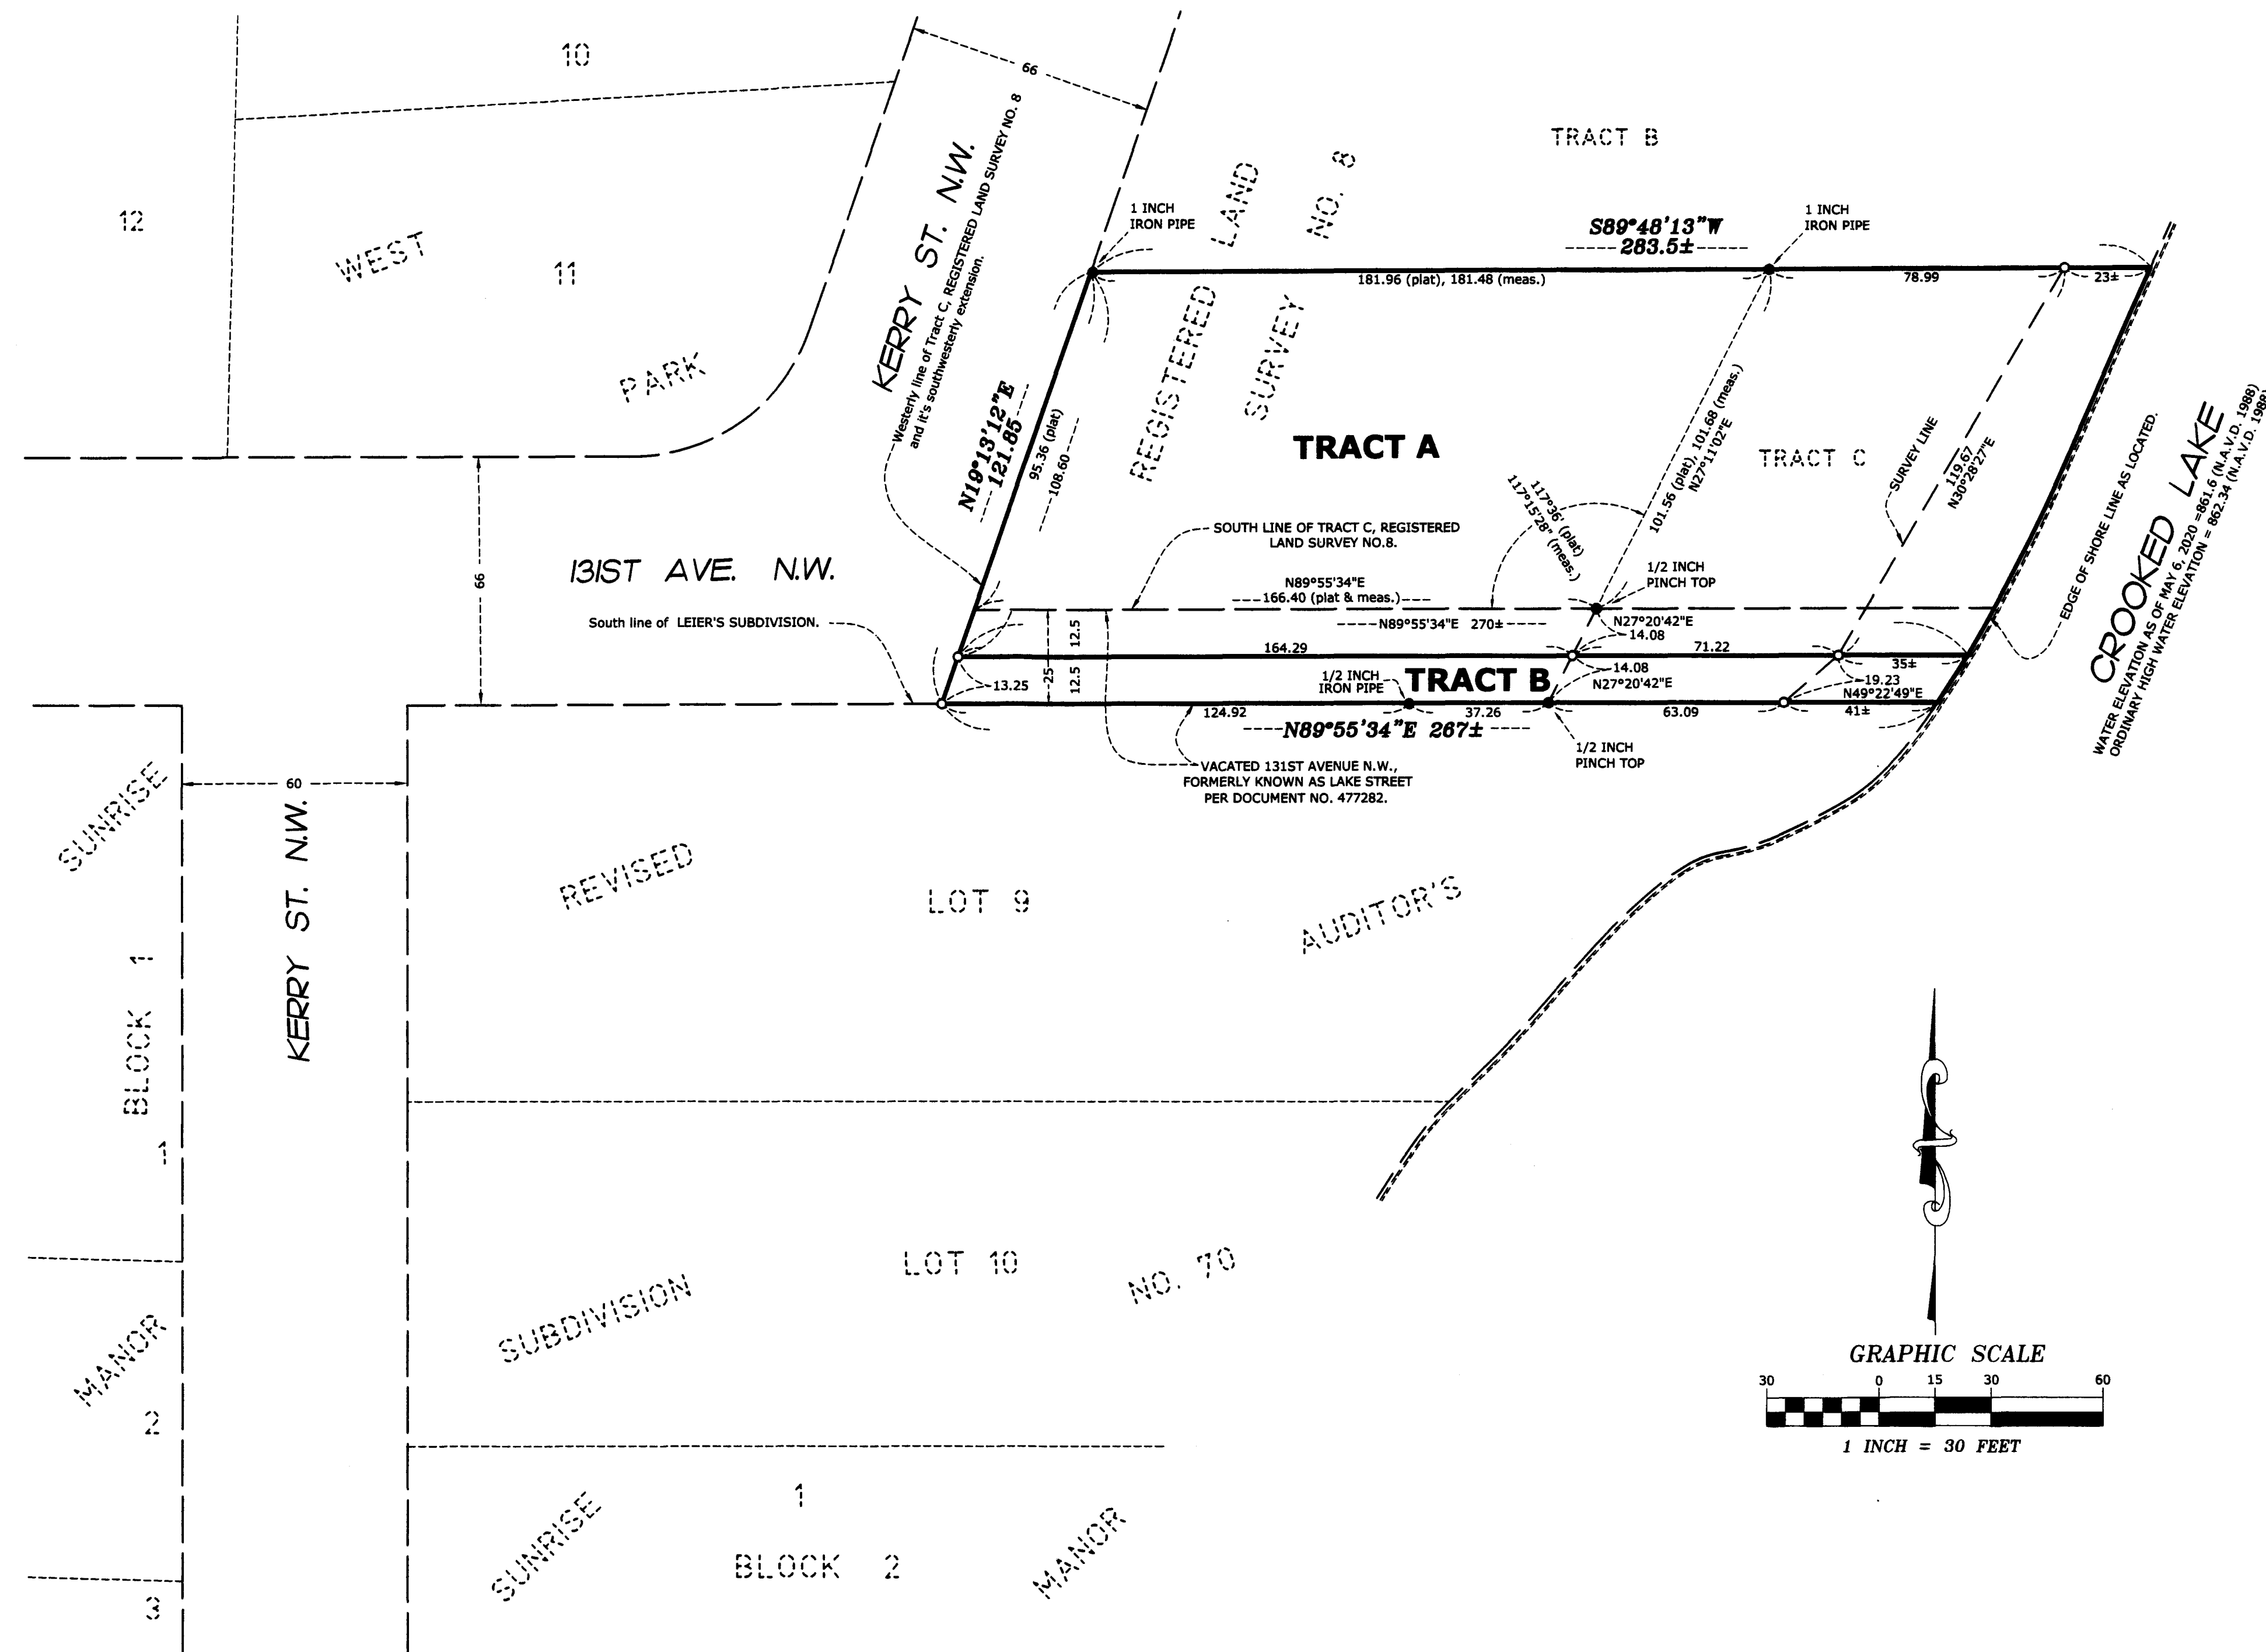 10
66
12
WEST
11
PARK
KERRY ST. N.W.
Westerly line of Tract C, REGISTERED LAND SURVEY NO. 8
and it's southwesterly extension.
REGISTERED LAND
SURVEY NO. 8
TRACT B
1 INCH
IRON PIPE
S89°48'13"W
283.5±
1 INCH
IRON PIPE
181.96 (plat), 181.48 (meas.)
78.99
23±
N19°13'12"E
121.85
95.36 (plat)
108.60
TRACT A
TRACT C
101.56 (plat), 101.68 (meas.)
N27°11'02"E
117°36' (plat)
117°15'28" (meas.)
SURVEY LINE
119.67
N30°28'27"E
EDGE OF SHORE LINE AS LOCATED.
CROOKED LAKE
WATER ELEVATION AS OF MAY 6, 2020 =861.6 (N.A.V.D. 1988)
ORDINARY HIGH WATER ELEVATION = 862.34 (N.A.V.D. 1988)
SOUTH LINE OF TRACT C, REGISTERED
LAND SURVEY NO.8.
131ST AVE. N.W.
66
N89°55'34"E
166.40 (plat & meas.)
1/2 INCH
PINCH TOP
South line of LEIER'S SUBDIVISION.
N89°55'34"E 270±
N27°20'42"E
14.08
12.5
25
12.5
164.29
71.22
35±
13.25
1/2 INCH
IRON PIPE
TRACT B
14.08
N27°20'42"E
19.23
N49°22'49"E
124.92
37.26
63.09
41±
N89°55'34"E 267±
1/2 INCH
PINCH TOP
VACATED 131ST AVENUE N.W.,
FORMERLY KNOWN AS LAKE STREET
PER DOCUMENT NO. 477282.
60
SUNRISE
KERRY ST. N.W.
REVISED
LOT 9
AUDITOR'S
BLOCK 1
1
LOT 10
NO. 70
SUBDIVISION
MANOR
2
GRAPHIC SCALE
30 0 15 30 60
1 INCH = 30 FEET
1
SUNRISE
BLOCK 2
MANOR
3